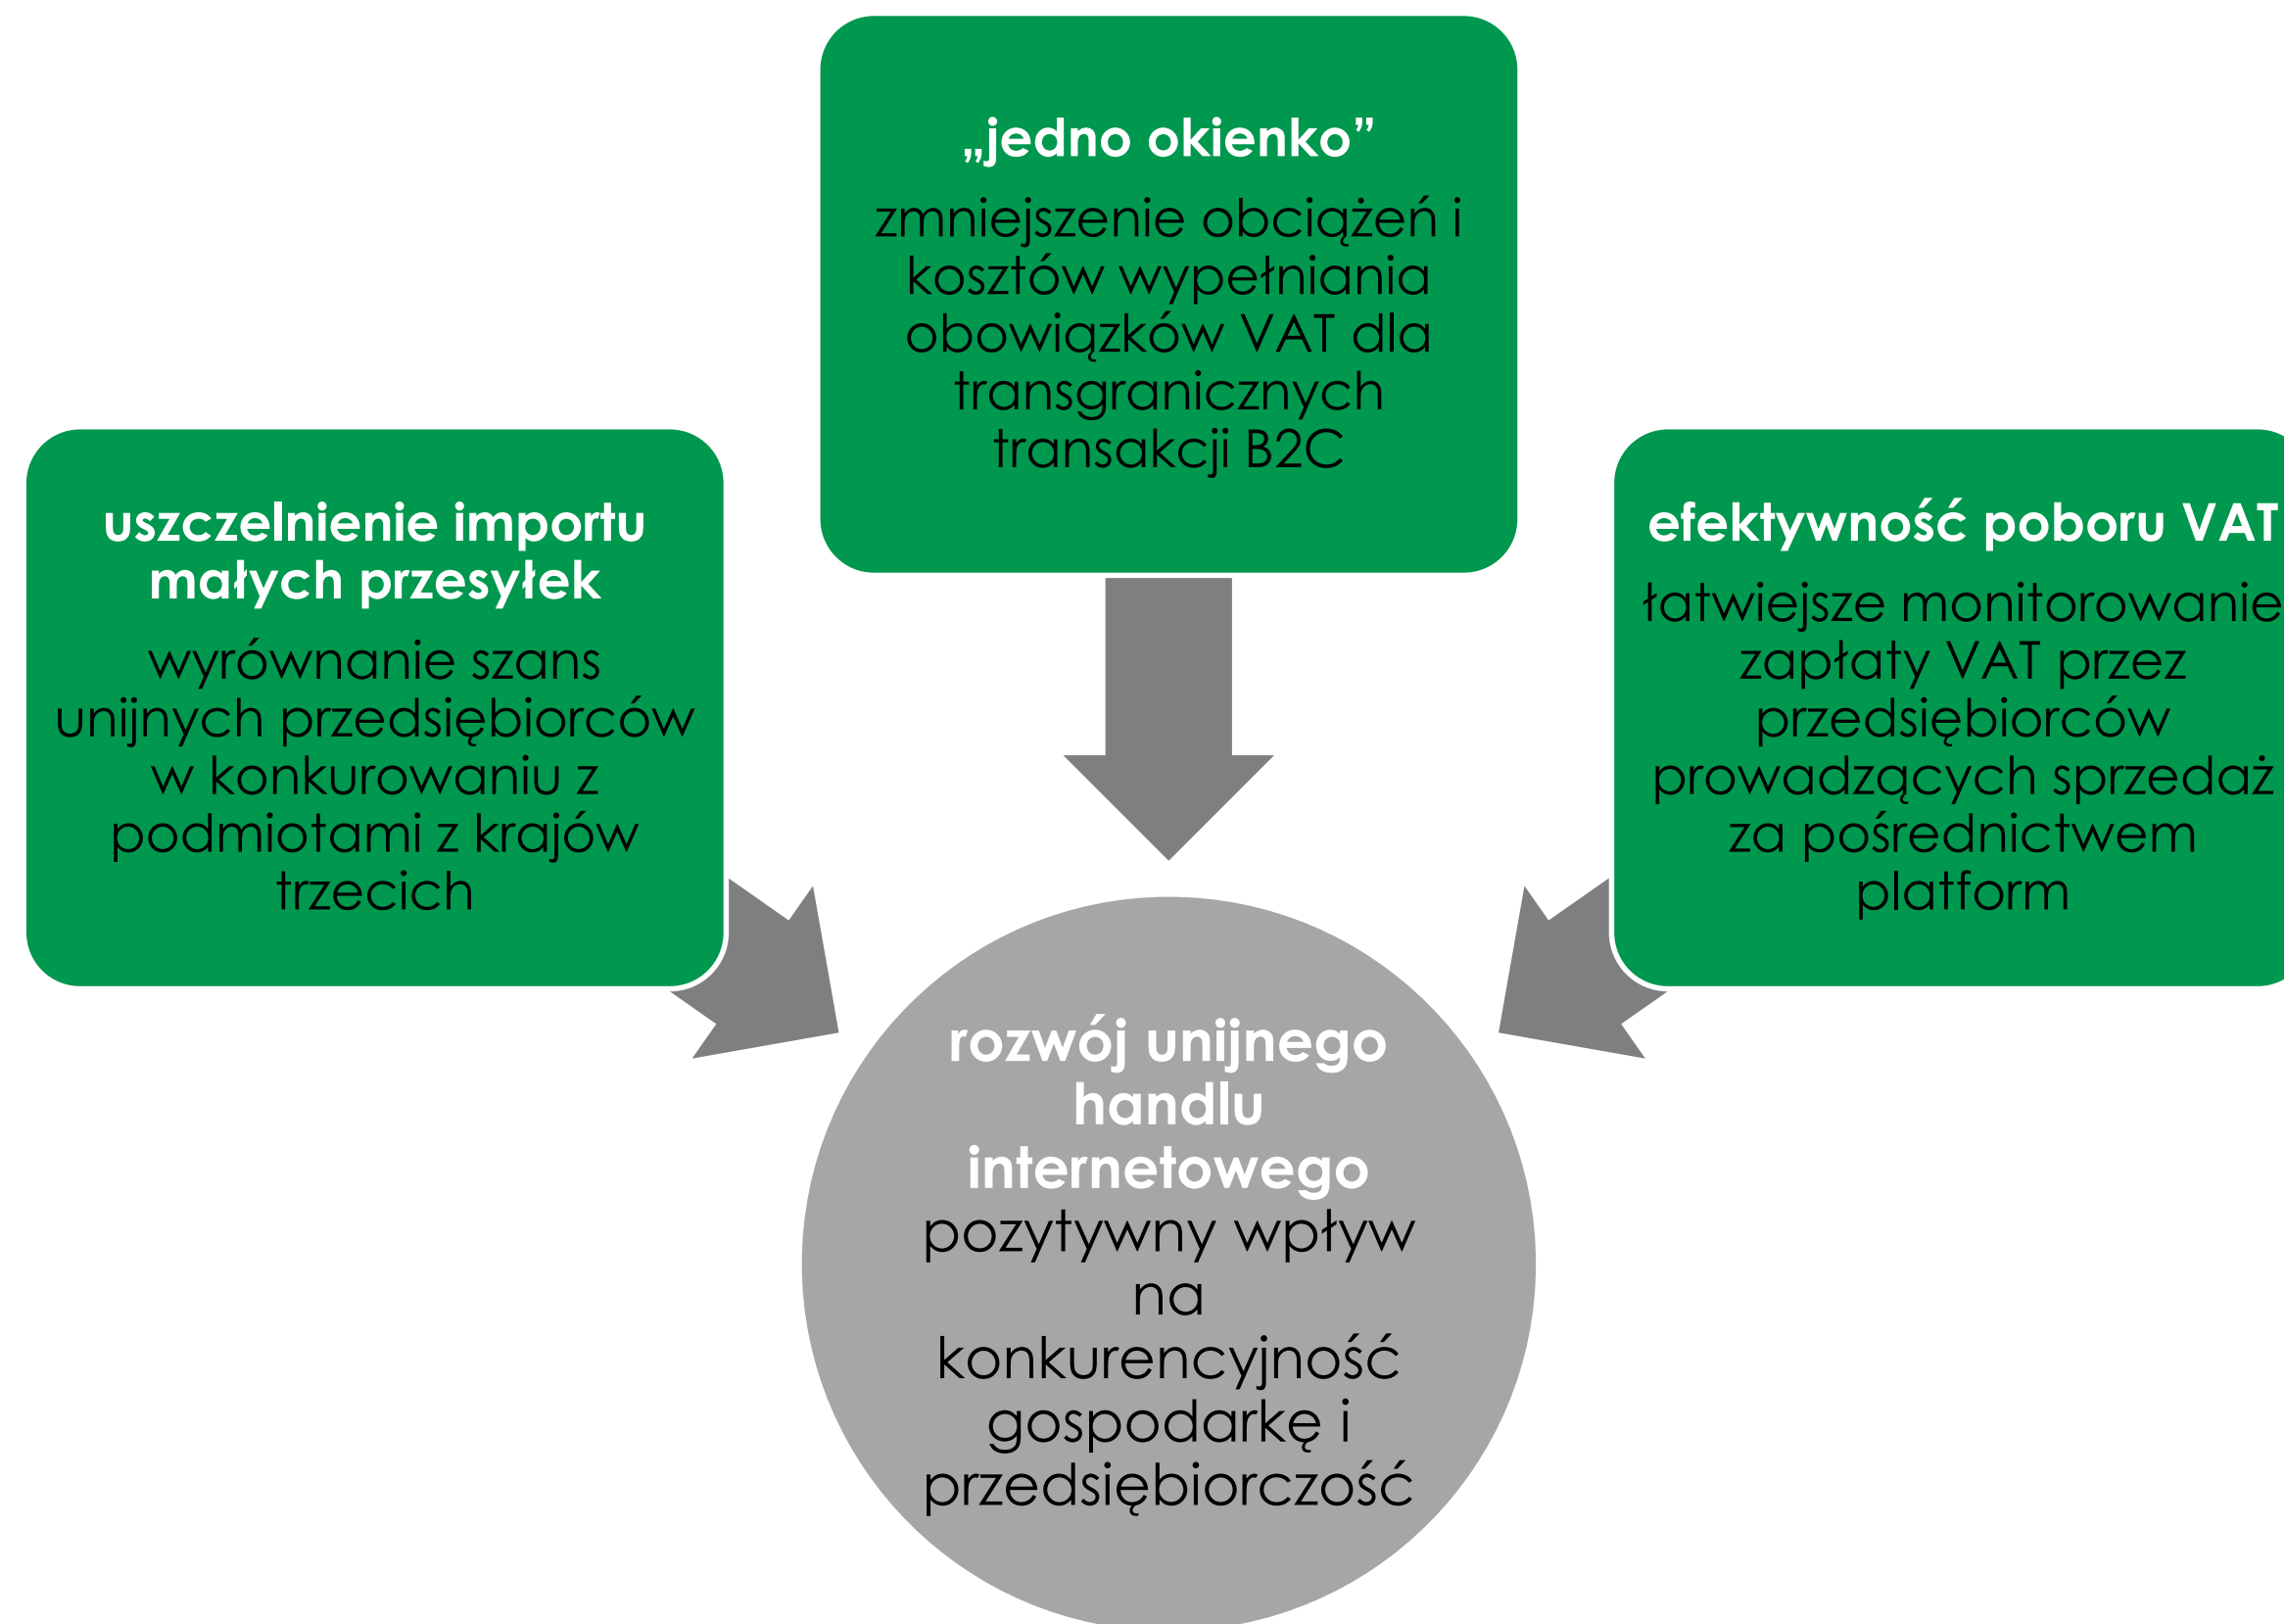 „jedno okienko”
zmniejszenie obciążeń i
kosztów wypełniania
obowiązków VAT dla
transgranicznych
transakcji B2C
uszczelnienie importu
małych przesyłek
wyrównanie szans
unijnych przedsiębiorców
w konkurowaniu z
podmiotami z krajów
trzecich
efektywność poboru VAT
łatwiejsze monitorowanie
zapłaty VAT przez
przedsiębiorców
prowadzących sprzedaż
za pośrednictwem
platform
rozwój unijnego
handlu
internetowego
pozytywny wpływ
na
konkurencyjność
gospodarkę i
przedsiębiorczość